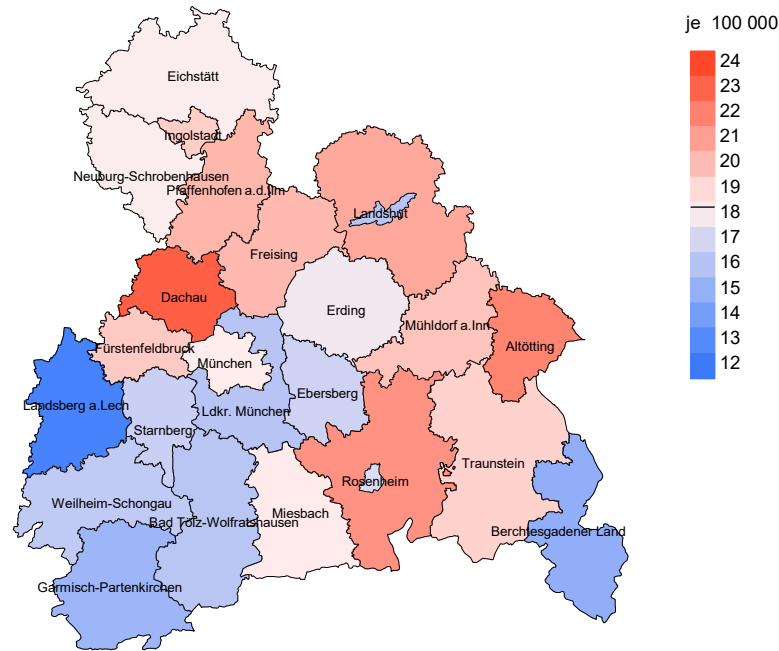 je 100 000
24
23
22
21
20
19
18
17
16
15
14
13
12
Eichstätt
Ingolstadt
Neuburg-Schrobenhausen
Pfaffenhofen a.d.Ilm
Landshut
Freising
Dachau
Erding
Mühldorf a.Inn
Altötting
Fürstenfeldbruck
München
Ebersberg
Landsberg a.Lech
Ldkr. München
Starnberg
Traunstein
Rosenheim
Weilheim-Schongau
Miesbach
Bad Tölz-Wolfratshausen
Berchtesgadener Land
Garmisch-Partenkirchen